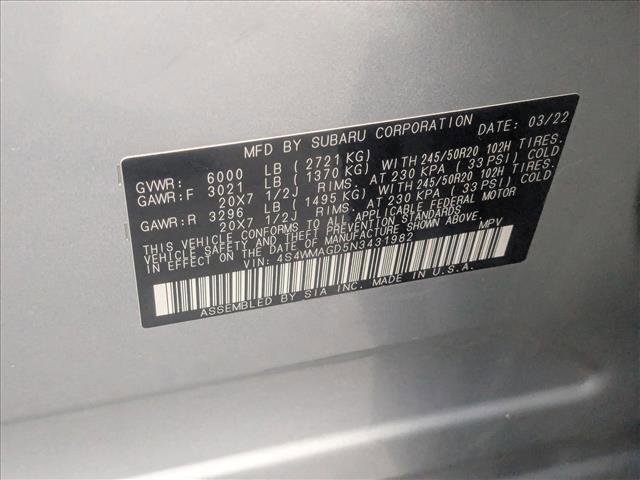 MFD BY SUBARU CORPORATION DATE: 03/22
GVWR: 6000 LB (2721 KG)
GAWR:F 3021 LB (1370 KG) WITH 245/50R20 102H TIRES.
20X7 1/2J RIMS. AT 230 KPA (33 PSI) COLD
GAWR:R 3296 LB (1495 KG) WITH 245/50R20 102H TIRES.
20X7 1/2J RIMS. AT 230 KPA (33 PSI) COLD
THIS VEHICLE CONFORMS TO ALL APPLICABLE FEDERAL MOTOR
VEHICLE SAFETY AND THEFT PREVENTION STANDARDS
IN EFFECT ON THE DATE OF MANUFACTURE SHOWN ABOVE.
VIN: 4S4WMAGD5N3431982 MPV
ASSEMBLED BY SIA INC. MADE IN U.S.A.